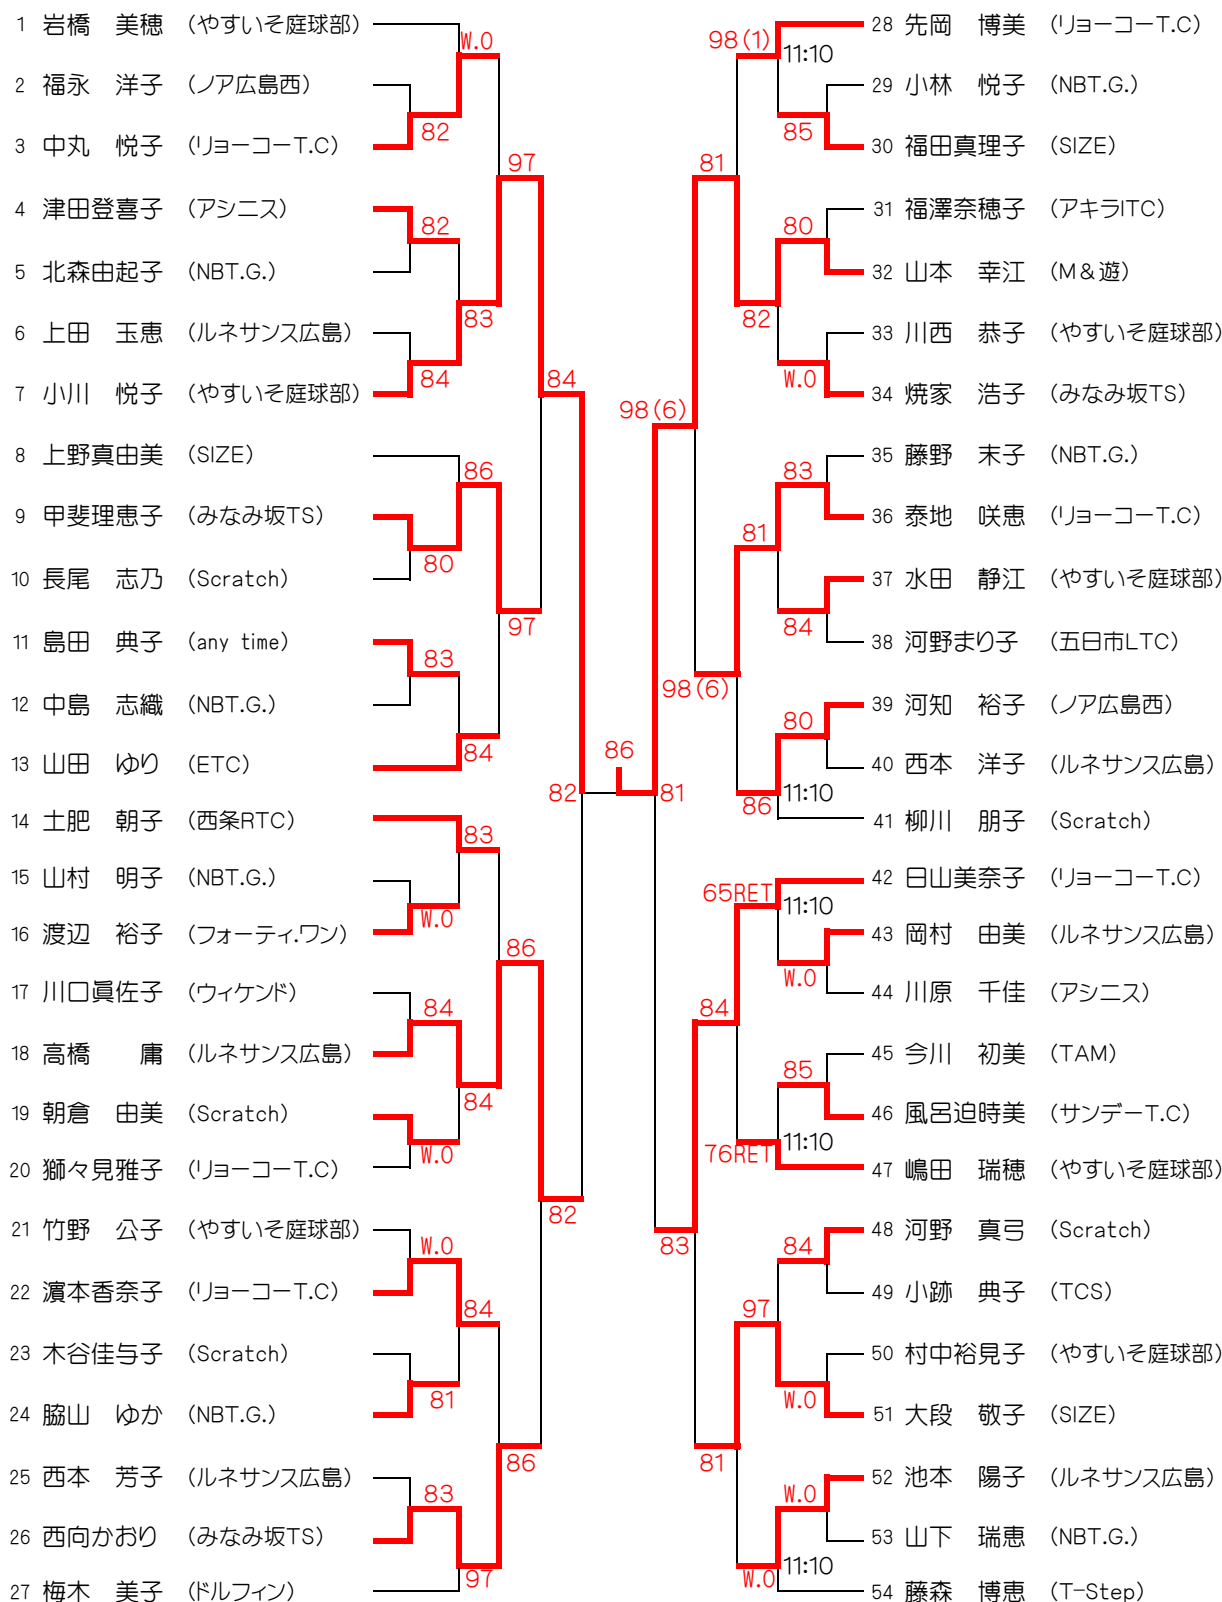 1 岩橋 美穂 (やすいそ庭球部)
2 福永 洋子 (ノア広島西)
3 中丸 悦子 (リョーコーT.C)
4 津田登喜子 (アシニス)
5 北森由起子 (NBT.G.)
6 上田 玉恵 (ルネサンス広島)
7 小川 悦子 (やすいそ庭球部)
8 上野真由美 (SIZE)
9 甲斐理恵子 (みなみ坂TS)
10 長尾 志乃 (Scratch)
11 島田 典子 (any time)
12 中島 志織 (NBT.G.)
13 山田 ゆり (ETC)
14 土肥 朝子 (西条RTC)
15 山村 明子 (NBT.G.)
16 渡辺 裕子 (フォーティ.ワン)
17 川口眞佐子 (ウィケンド)
18 高橋 庸 (ルネサンス広島)
19 朝倉 由美 (Scratch)
20 獅々見雅子 (リョーコーT.C)
21 竹野 公子 (やすいそ庭球部)
22 濵本香奈子 (リョーコーT.C)
23 木谷佳与子 (Scratch)
24 脇山 ゆか (NBT.G.)
25 西本 芳子 (ルネサンス広島)
26 西向かおり (みなみ坂TS)
27 梅木 美子 (ドルフィン)
82
82
84
80
83
W.0
84
W.0
W.0
81
83
W.0
83
86
84
83
84
84
97
97
97
86
86
84
82
82
86
81
98(6)
83
81
98(6)
84
81
98(1)
11:10
82
81
86
11:10
65RET
11:10
76RET
11:10
97
W.0
11:10
85
80
W.0
83
84
80
W.0
85
84
W.0
W.0
28 先岡 博美 (リョーコーT.C)
29 小林 悦子 (NBT.G.)
30 福田真理子 (SIZE)
31 福澤奈穂子 (アキラITC)
32 山本 幸江 (M&遊)
33 川西 恭子 (やすいそ庭球部)
34 焼家 浩子 (みなみ坂TS)
35 藤野 末子 (NBT.G.)
36 泰地 咲恵 (リョーコーT.C)
37 水田 静江 (やすいそ庭球部)
38 河野まり子 (五日市LTC)
39 河知 裕子 (ノア広島西)
40 西本 洋子 (ルネサンス広島)
41 柳川 朋子 (Scratch)
42 日山美奈子 (リョーコーT.C)
43 岡村 由美 (ルネサンス広島)
44 川原 千佳 (アシニス)
45 今川 初美 (TAM)
46 風呂迫時美 (サンデーT.C)
47 嶋田 瑞穂 (やすいそ庭球部)
48 河野 真弓 (Scratch)
49 小跡 典子 (TCS)
50 村中裕見子 (やすいそ庭球部)
51 大段 敬子 (SIZE)
52 池本 陽子 (ルネサンス広島)
53 山下 瑞恵 (NBT.G.)
54 藤森 博恵 (T-Step)